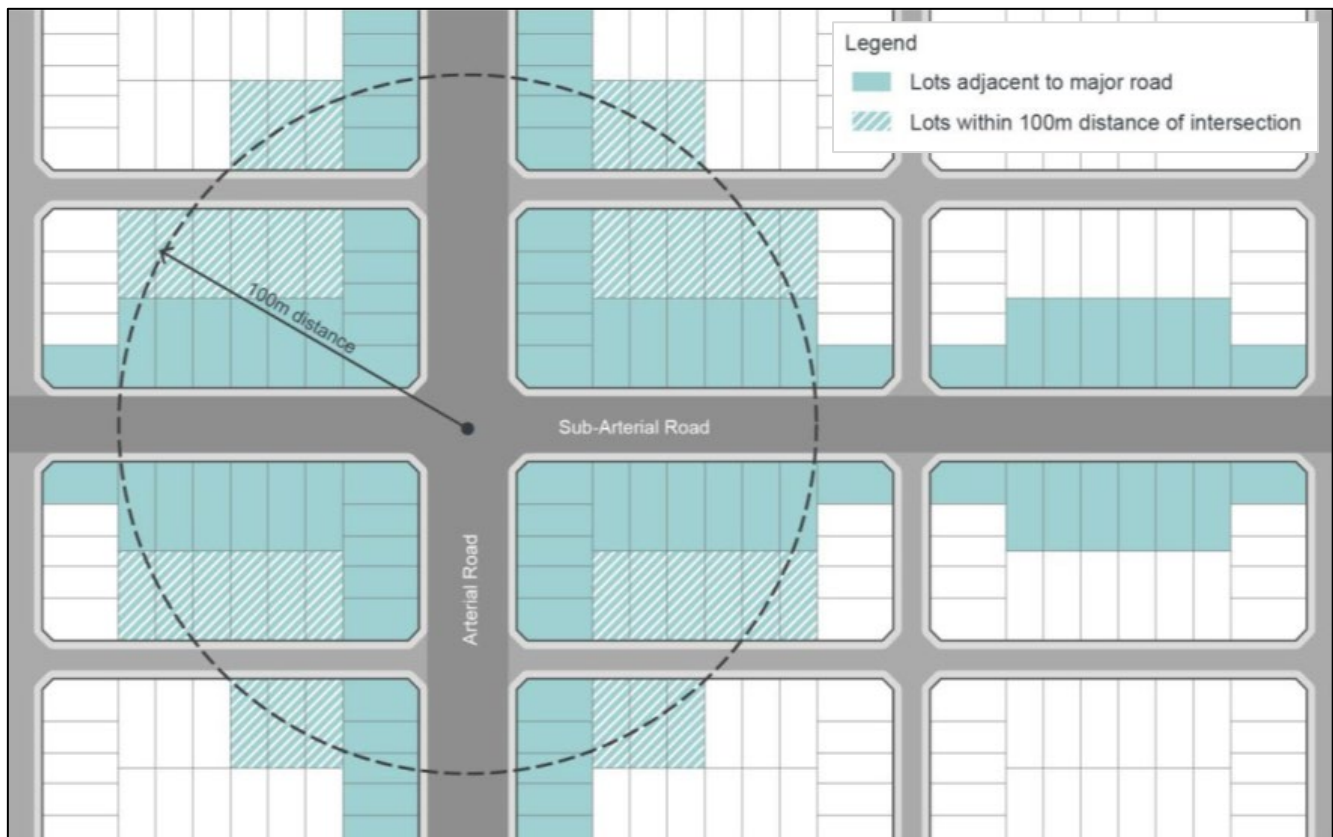 Legend
Lots adjacent to major road
Lots within 100m distance of intersection
100m distance
Sub-Arterial Road
Arterial Road